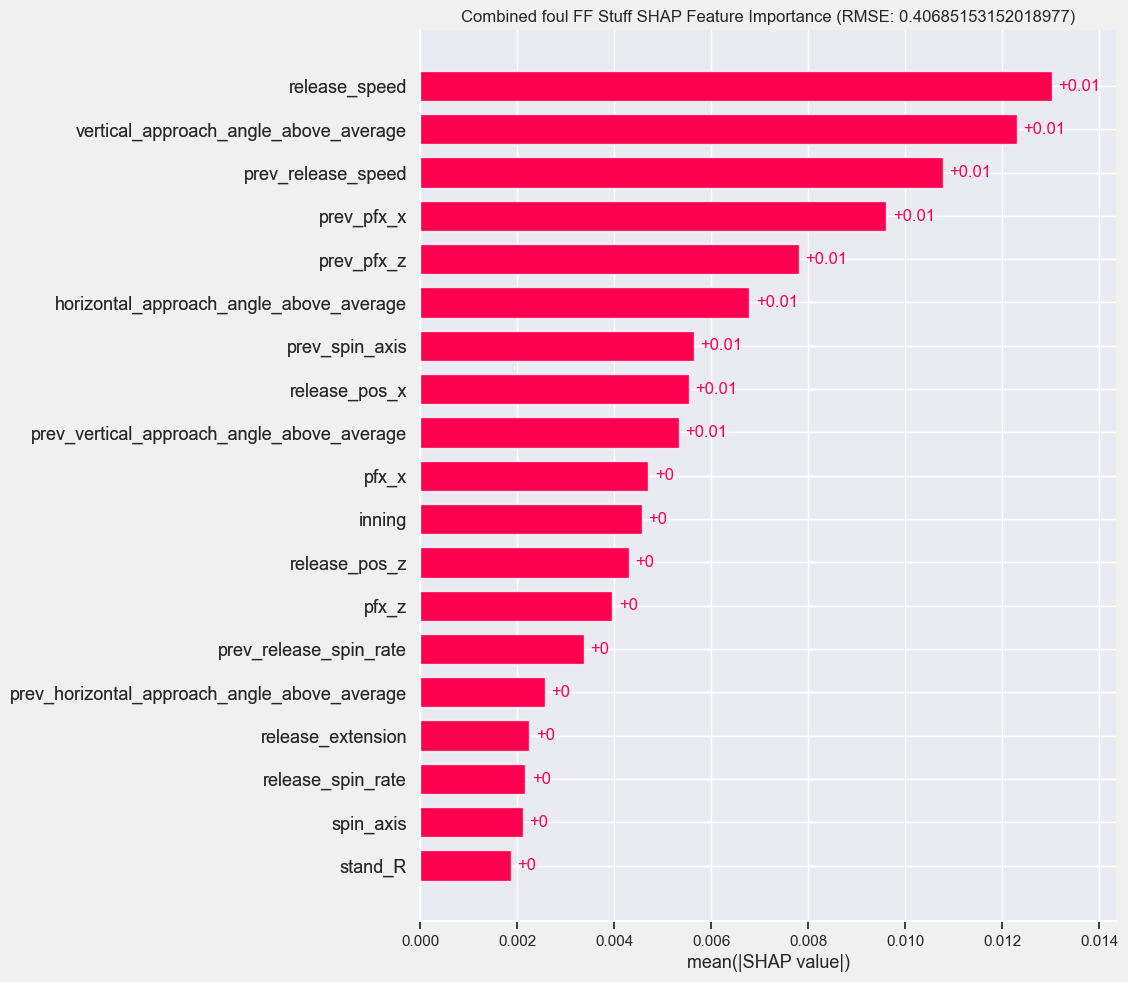 Combined foul FF Stuff SHAP Feature Importance (RMSE: 0.40685153152018977)
release_speed +0.01
vertical_approach_angle_above_average +0.01
prev_release_speed +0.01
prev_pfx_x +0.01
prev_pfx_z +0.01
horizontal_approach_angle_above_average +0.01
prev_spin_axis +0.01
release_pos_x +0.01
prev_vertical_approach_angle_above_average +0.01
pfx_x +0
inning +0
release_pos_z +0
pfx_z +0
prev_release_spin_rate +0
prev_horizontal_approach_angle_above_average +0
release_extension +0
release_spin_rate +0
spin_axis +0
stand_R +0
0.000 0.002 0.004 0.006 0.008 0.010 0.012 0.014
mean(|SHAP value|)